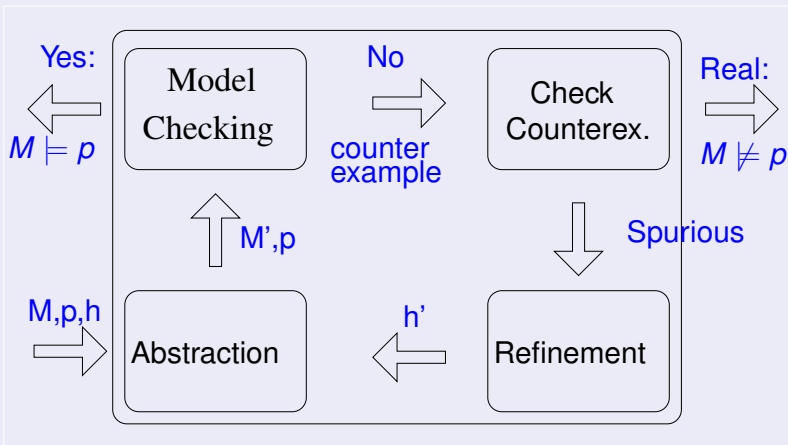 Yes:
M ⊨ p
Model
Checking
No
counter
example
Check
Counterex.
Real:
M ⊭ p
M',p
Spurious
M,p,h
Abstraction
h'
Refinement